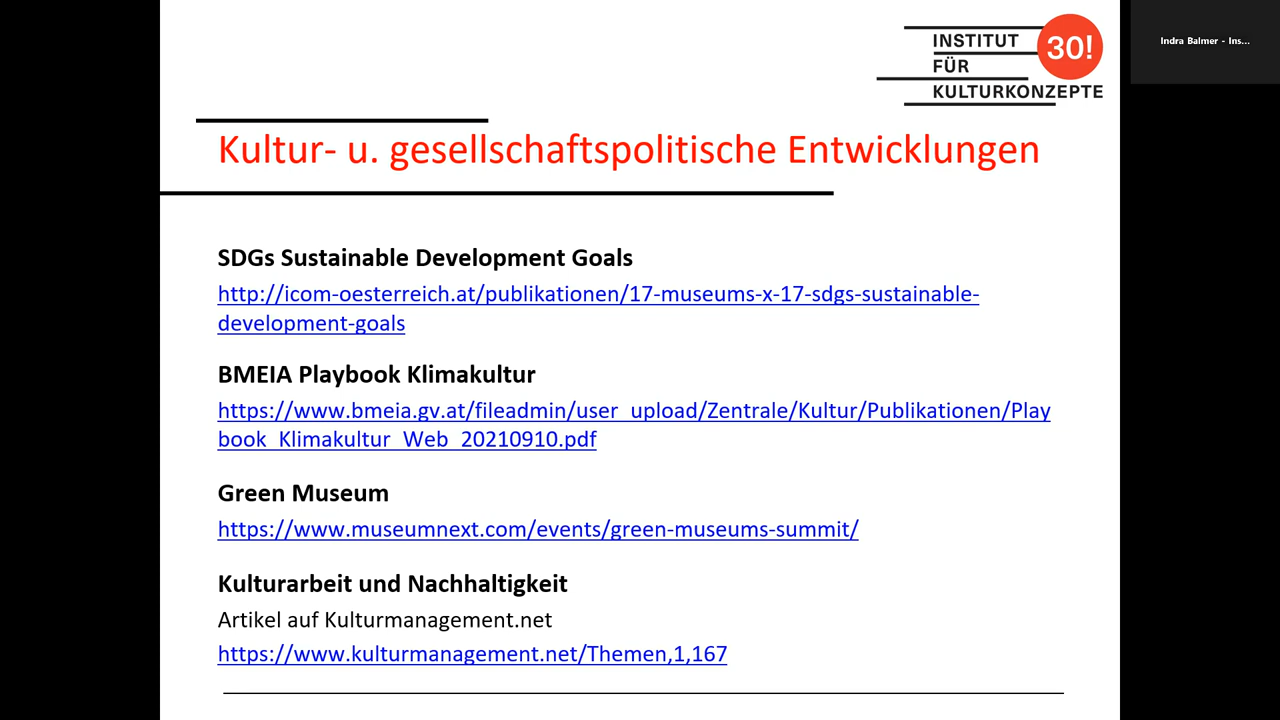 INSTITUT
FÜR
KULTURKONZEPTE
30!
Indra Balmer - Ins...
Kultur- u. gesellschaftspolitische Entwicklungen
SDGs Sustainable Development Goals
http://icom-oesterreich.at/publikationen/17-museums-x-17-sdgs-sustainable-
development-goals
BMEIA Playbook Klimakultur
https://www.bmeia.gv.at/fileadmin/user_upload/Zentrale/Kultur/Publikationen/Play
book_Klimakultur_Web_20210910.pdf
Green Museum
https://www.museumnext.com/events/green-museums-summit/
Kulturarbeit und Nachhaltigkeit
Artikel auf Kulturmanagement.net
https://www.kulturmanagement.net/Themen,1,167